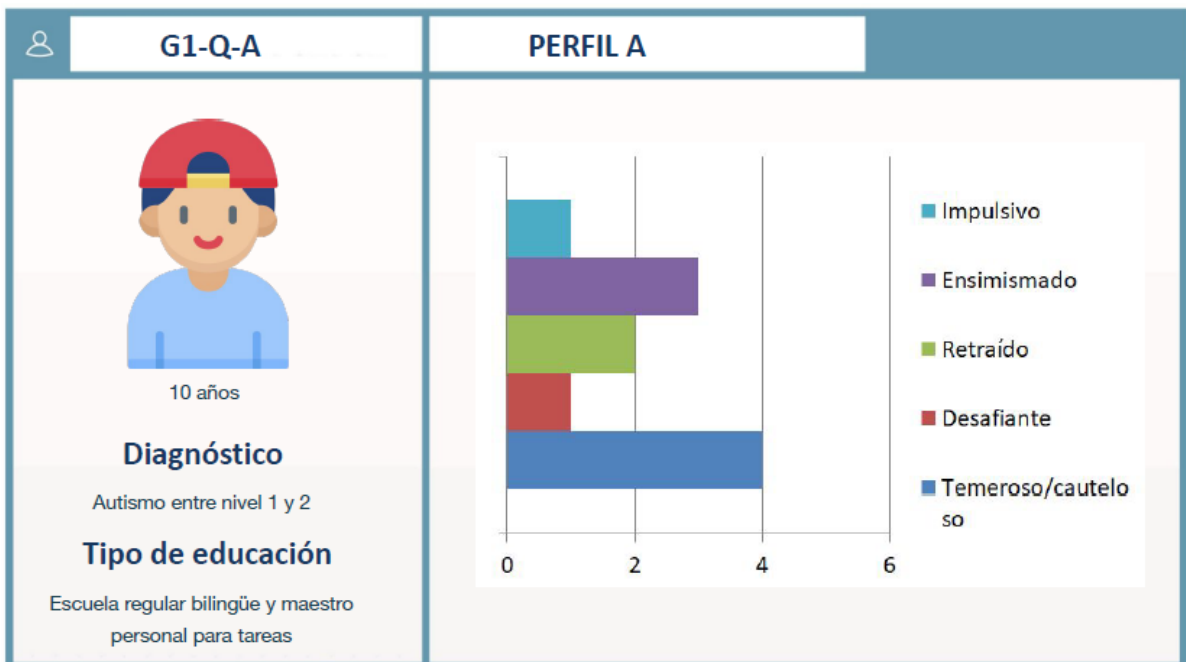 G1-Q-A
PERFIL A
10 años
Diagnóstico
Autismo entre nivel 1 y 2
Tipo de educación
Escuela regular bilingüe y maestro
personal para tareas
Impulsivo
Ensimismado
Retraído
Desafiante
Temeroso/cautelo
so
0 2 4 6